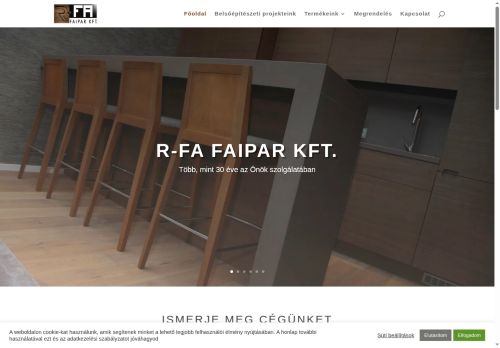 R-FA
FAIPAR KFT
Főoldal Belsőépítészeti projekteink Termékeink Megrendelés Kapcsolat
R-FA FAIPAR KFT.
Több, mint 30 éve az Önök szolgálatában
ISMERJE MEG CÉGÜNKET
A weboldalon cookie-kat használunk, amik segítenek minket a lehető legjobb felhasználói élmény nyújtásában. A honlap további
használatával ezt és az adatkezelési szabályzatot jóváhagyod
Süti beállítások Elutasítom Elfogadom